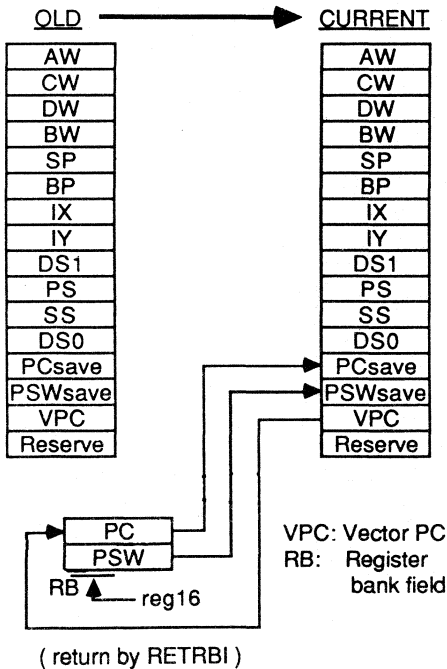 OLD CURRENT
AW AW
CW CW
DW DW
BW BW
SP SP
BP BP
IX IX
IY IY
DS1 DS1
PS PS
SS SS
DS0 DS0
PCsave PCsave
PSWsave PSWsave
VPC VPC
Reserve Reserve
PC
PSW
RB
reg16
VPC: Vector PC
RB: Register
bank field
( return by RETRBI )